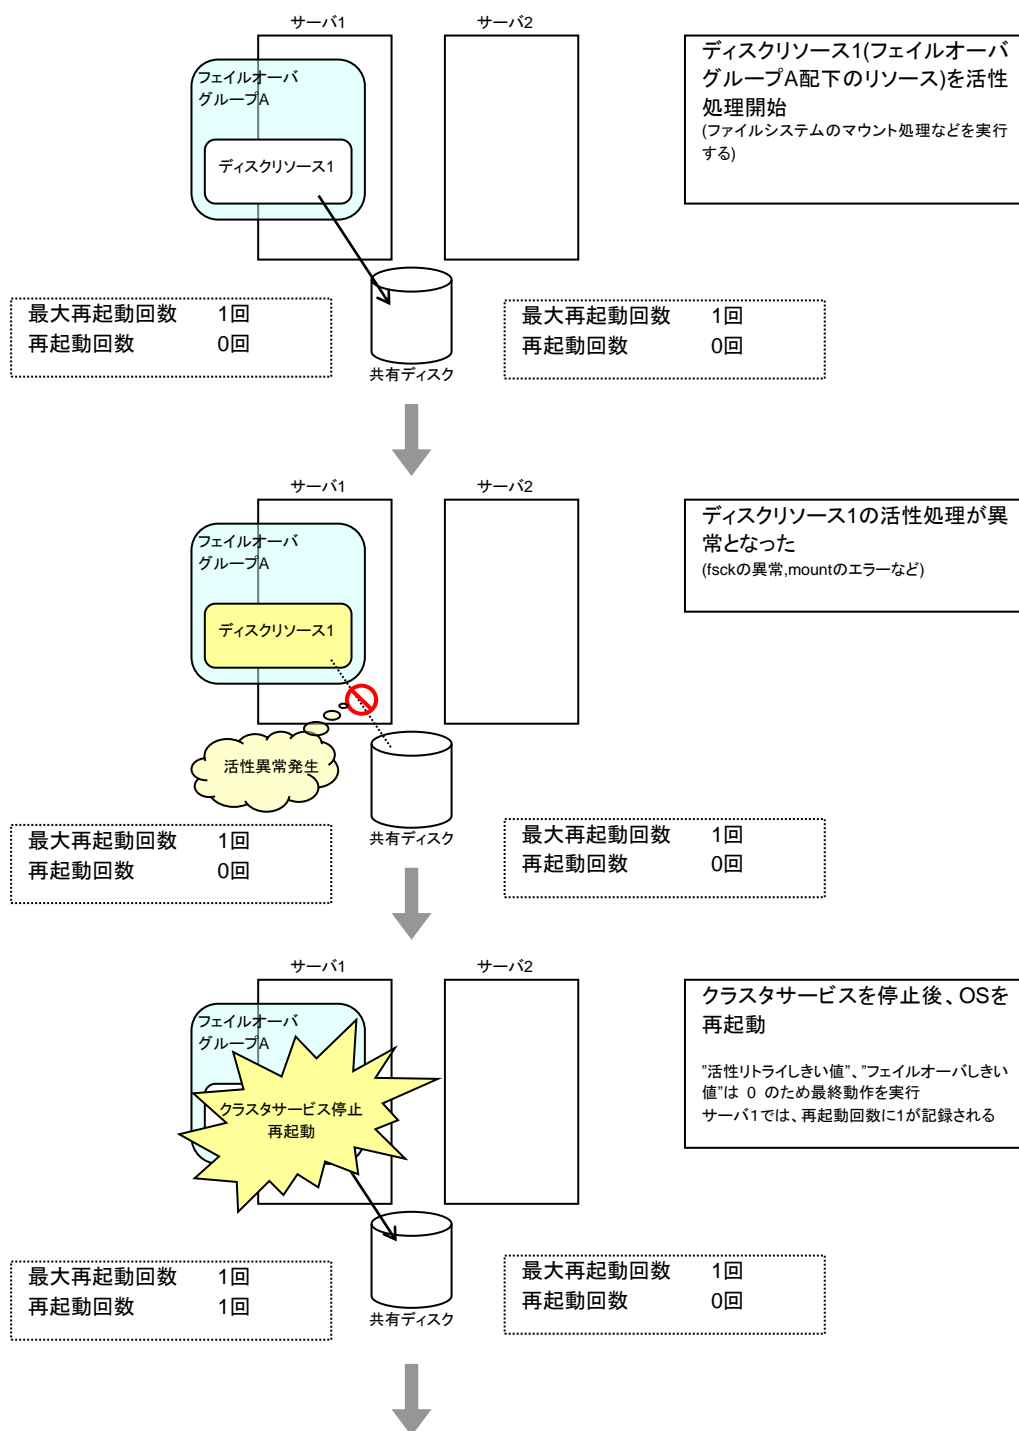 サーバ1
サーバ2
フェイルオーバ
グループA
ディスクリソース1
ディスクリソース1(フェイルオーバ
グループA配下のリソース)を活性
処理開始
(ファイルシステムのマウント処理などを実行
する)
最大再起動回数 1回
再起動回数 0回
共有ディスク
最大再起動回数 1回
再起動回数 0回
サーバ1
サーバ2
フェイルオーバ
グループA
ディスクリソース1
活性異常発生
ディスクリソース1の活性処理が異
常となった
(fsckの異常,mountのエラーなど)
最大再起動回数 1回
再起動回数 0回
共有ディスク
最大再起動回数 1回
再起動回数 0回
サーバ1
サーバ2
フェイルオーバ
グループA
クラスタサービス停止
再起動
クラスタサービスを停止後、OSを
再起動
”活性リトライしきい値”、”フェイルオーバしきい
値”は 0 のため最終動作を実行
サーバ1では、再起動回数に1が記録される
最大再起動回数 1回
再起動回数 1回
共有ディスク
最大再起動回数 1回
再起動回数 0回